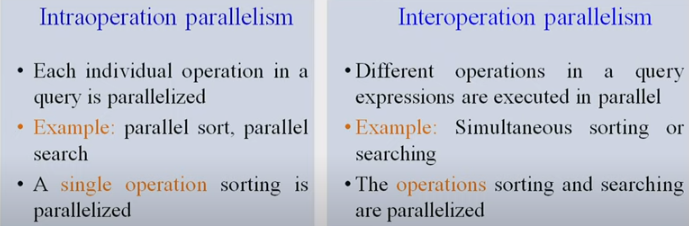 Intraoperation parallelism
• Each individual operation in a
query is parallelized
• Example: parallel sort, parallel
search
• A single operation sorting is
parallelized
Interoperation parallelism
• Different operations in a query
expressions are executed in parallel
• Example: Simultaneous sorting or
searching
• The operations sorting and searching
are parallelized